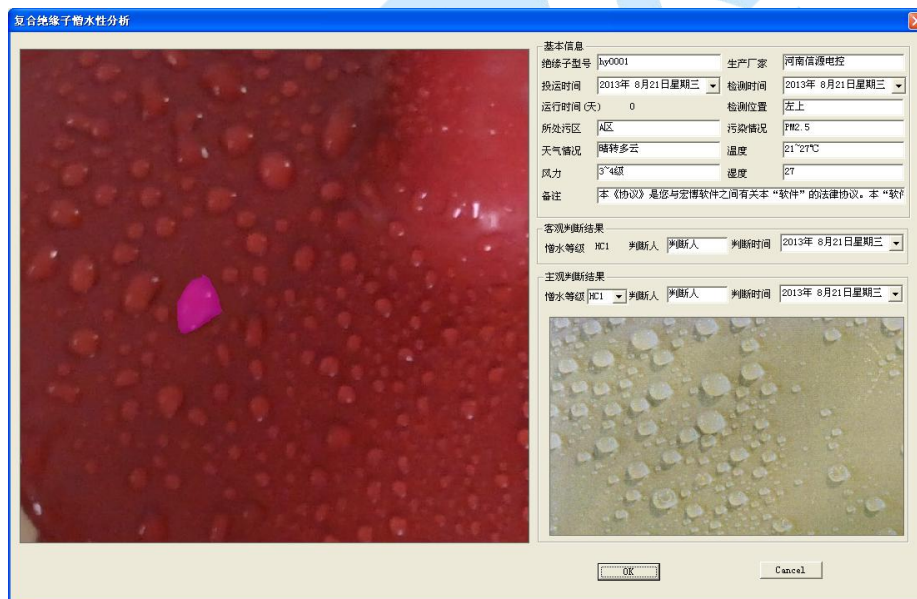 复合绝缘子憎水性分析
基本信息
绝缘子型号 hy0001 生产厂家 河南信源电控
投运时间 2013年 8月21日星期三 检测时间 2013年 8月21日星期三
运行时间(天) 0 检测位置 左上
所处污区 A区 污染情况 PM2.5
天气情况 晴转多云 温度 21~27℃
风力 3~4级 湿度 27
备注 本《协议》是您与宏博软件之间有关本“软件”的法律协议。本“软件
客观判断结果
憎水等级 HC1 判断人 判断人 判断时间 2013年 8月21日星期三
主观判断结果
憎水等级 HC1 判断人 判断人 判断时间 2013年 8月21日星期三
OK Cancel